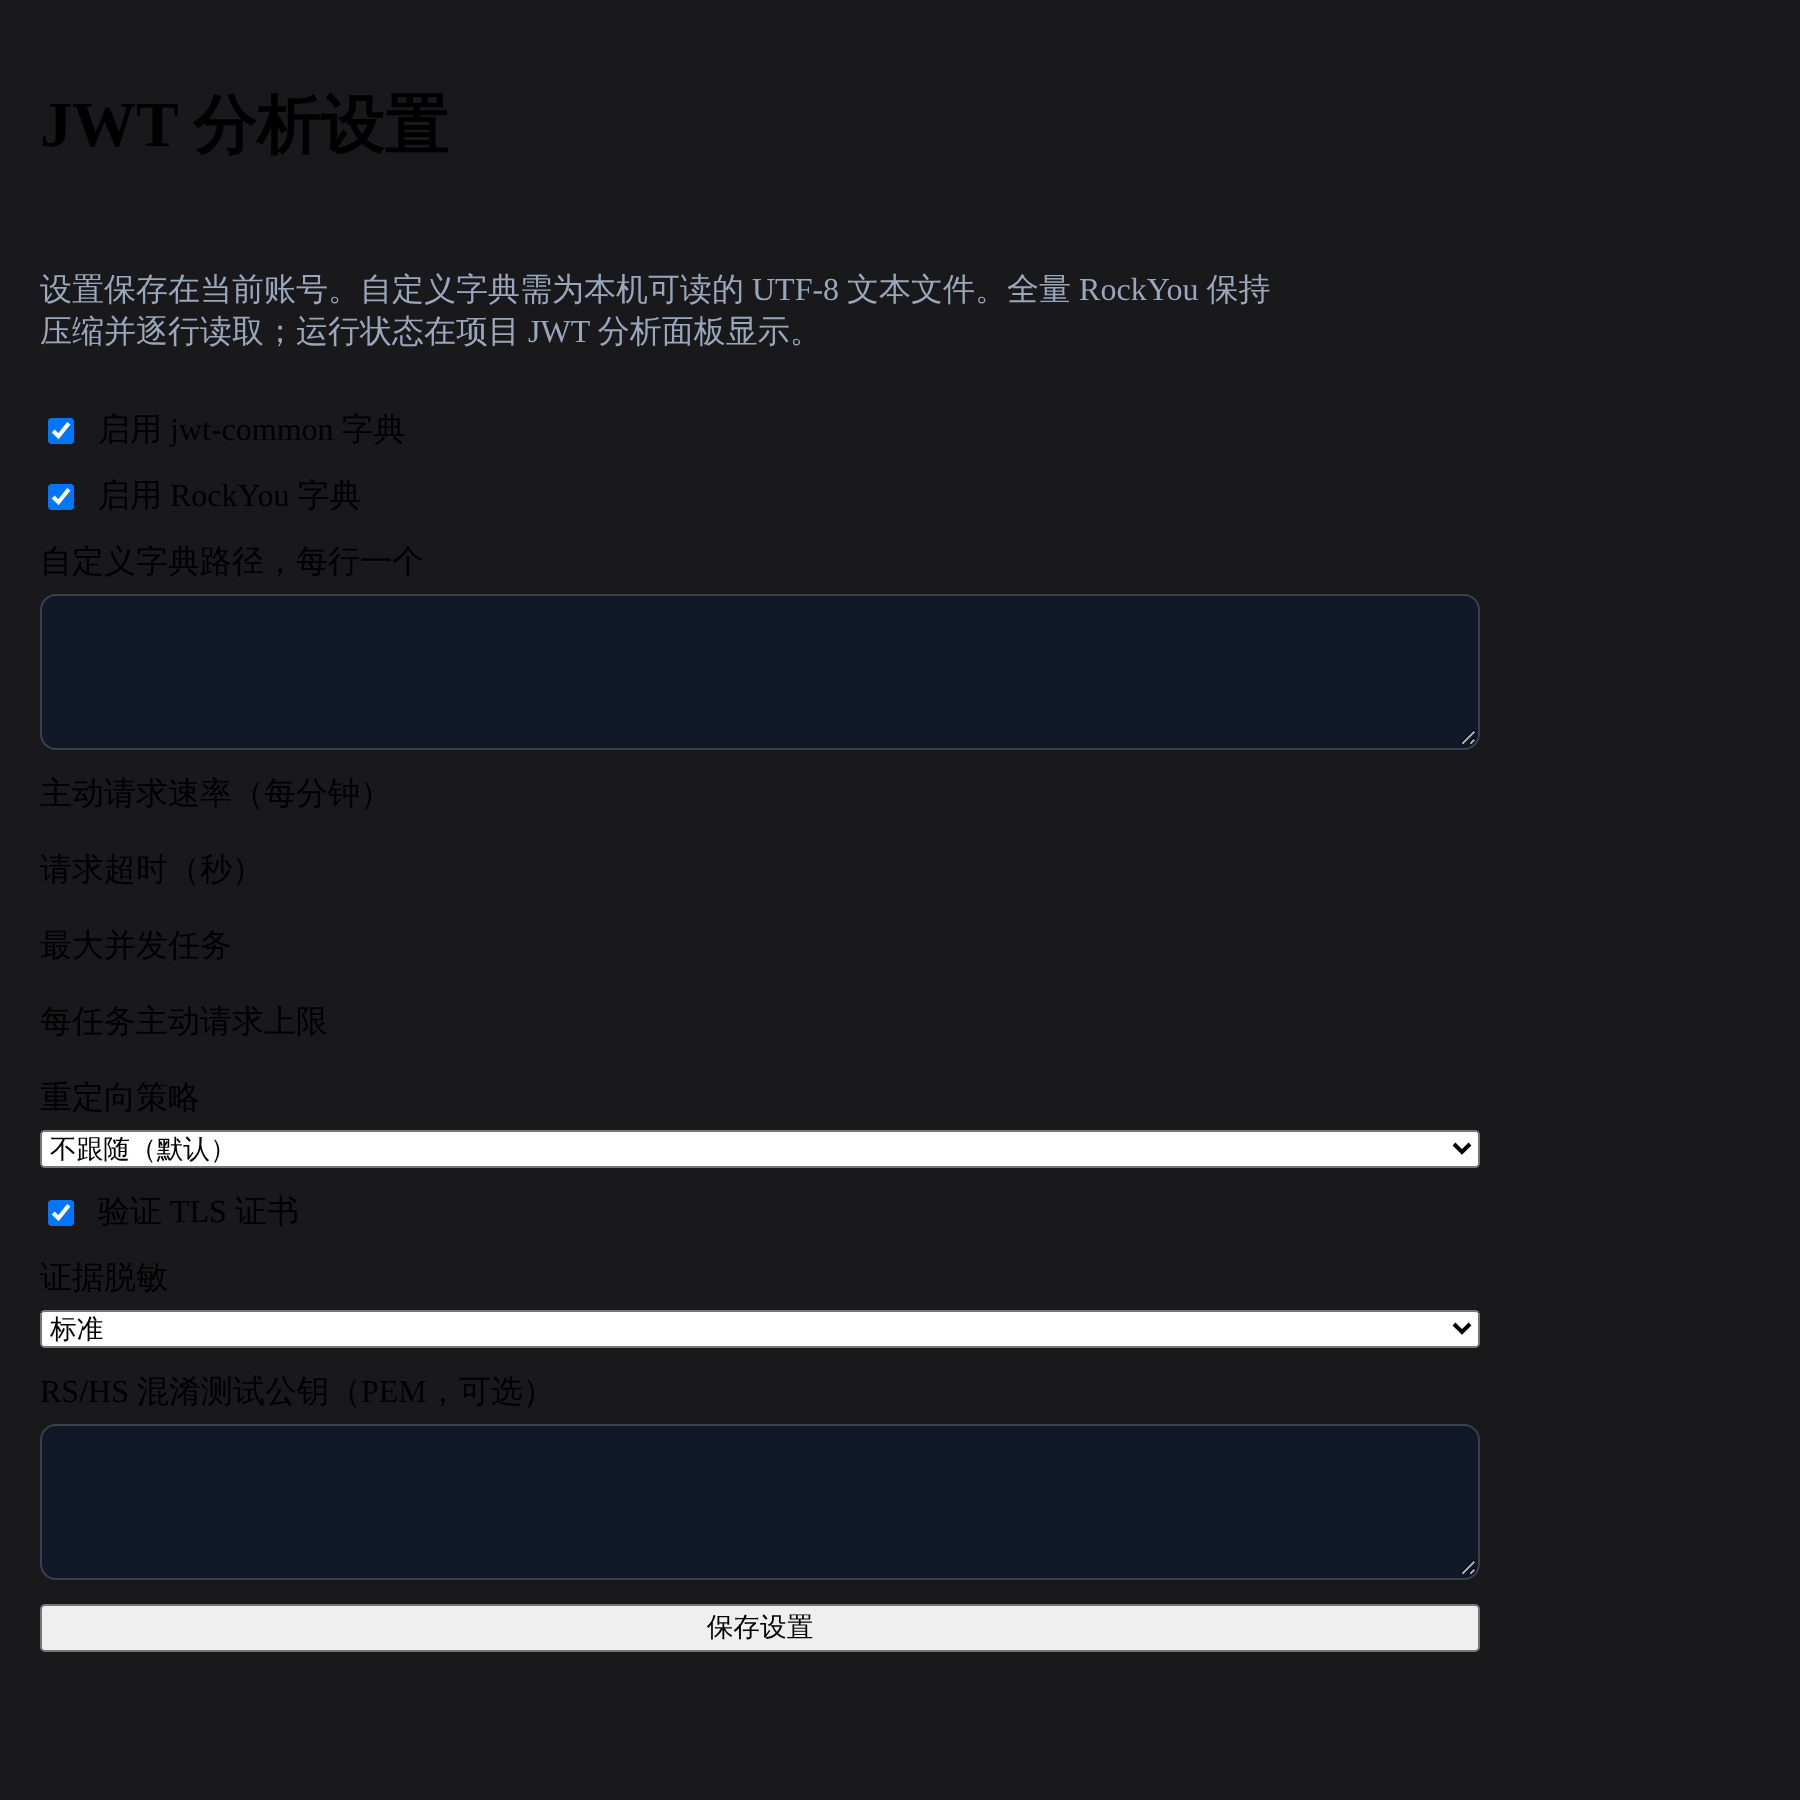 JWT 分析设置
设置保存在当前账号。自定义字典需为本机可读的 UTF-8 文本文件。全量 RockYou 保持
压缩并逐行读取；运行状态在项目 JWT 分析面板显示。
启用 jwt-common 字典
启用 RockYou 字典
自定义字典路径，每行一个
主动请求速率（每分钟）
请求超时（秒）
最大并发任务
每任务主动请求上限
重定向策略
不跟随（默认）
验证 TLS 证书
证据脱敏
标准
RS/HS 混淆测试公钥（PEM，可选）
保存设置